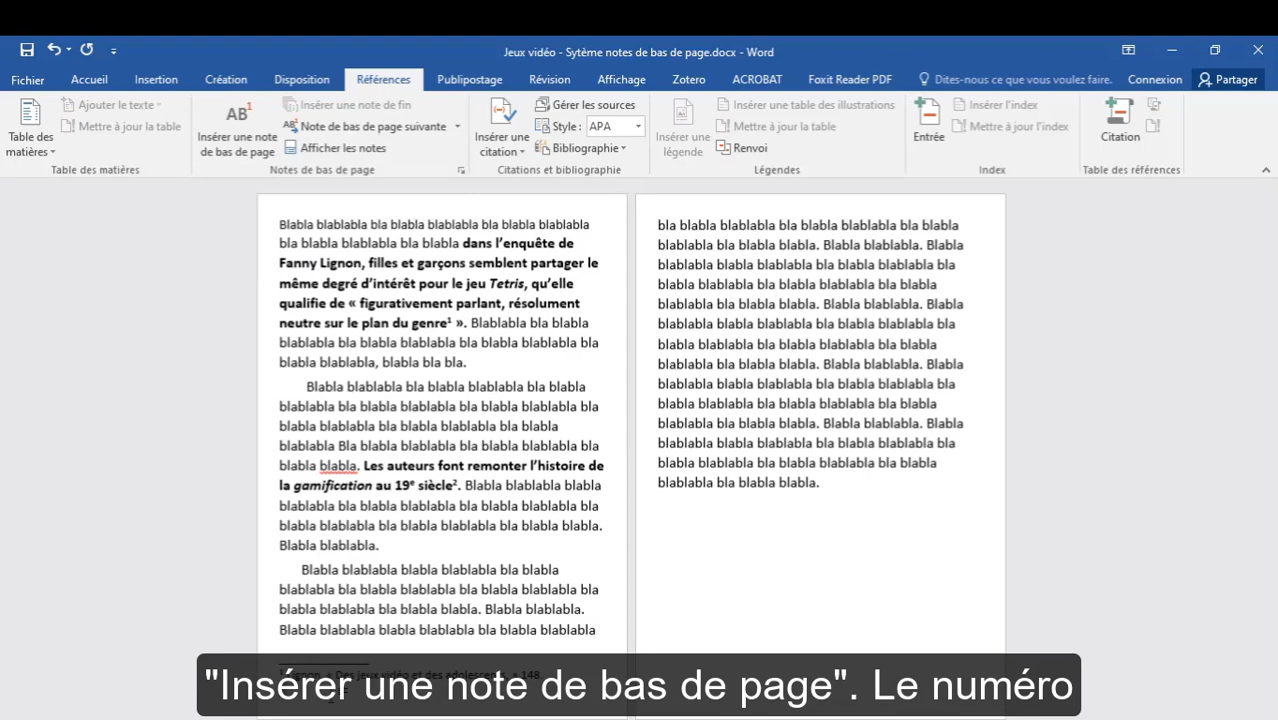 Jeux vidéo - Sytème notes de bas de page.docx - Word
Fichier Accueil Insertion Création Disposition Références Publipostage Révision Affichage Zotero ACROBAT Foxit Reader PDF Dites-nous ce que vous voulez faire. Connexion Partager
Table des matières
Ajouter le texte
Mettre à jour la table
Table des matières
AB1
Insérer une note de bas de page
Insérer une note de fin
AB1 Note de bas de page suivante
Afficher les notes
Notes de bas de page
Insérer une citation
Gérer les sources
Style : APA
Bibliographie
Citations et bibliographie
Insérer une légende
Insérer une table des illustrations
Mettre à jour la table
Renvoi
Légendes
Entrée
Insérer l'index
Mettre à jour l'index
Index
Citation
Table des références
Blabla blablabla bla blabla blablabla bla blabla blablabla
bla blabla blablabla bla blabla dans l'enquête de
Fanny Lignon, filles et garçons semblent partager le
même degré d'intérêt pour le jeu Tetris, qu'elle
qualifie de « figurativement parlant, résolument
neutre sur le plan du genre¹ ». Blablabla bla blabla
blablabla bla blabla blablabla bla blabla blablabla bla
blabla blablabla, blabla bla bla.
Blabla blablabla bla blabla blablabla bla blabla
blablabla bla blabla blablabla bla blabla blablabla bla
blabla blablabla bla blabla blablabla bla blabla
blablabla Bla blabla blablabla bla blabla blablabla bla
blabla blabla. Les auteurs font remonter l'histoire de
la gamification au 19ᵉ siècle². Blabla blablabla blabla
blablabla bla blabla blablabla bla blabla blablabla bla
blabla blablabla bla blabla blablabla bla blabla blabla.
Blabla blablabla.
Blabla blablabla blabla blablabla bla blabla
blablabla bla blabla blablabla bla blabla blablabla bla
blabla blablabla bla blabla blabla. Blabla blablabla.
Blabla blablabla blabla blablabla bla blabla blablabla
Lignon, « Des jeux vidéo et des adolescents, » 148.
bla blabla blablabla bla blabla blablabla bla blabla
blablabla bla blabla blabla. Blabla blablabla. Blabla
blablabla blabla blablabla bla blabla blablabla bla
blabla blablabla bla blabla blablabla bla blabla
blablabla bla blabla blabla. Blabla blablabla. Blabla
blablabla blabla blablabla bla blabla blablabla bla
blabla blablabla bla blabla blablabla bla blabla
blablabla bla blabla blabla. Blabla blablabla. Blabla
blablabla blabla blablabla bla blabla blablabla bla
blabla blablabla bla blabla blablabla bla blabla
blablabla bla blabla blabla. Blabla blablabla. Blabla
blablabla blabla blablabla bla blabla blablabla bla
blabla blablabla bla blabla blablabla bla blabla
blablabla bla blabla blabla.
"Insérer une note de bas de page". Le numéro